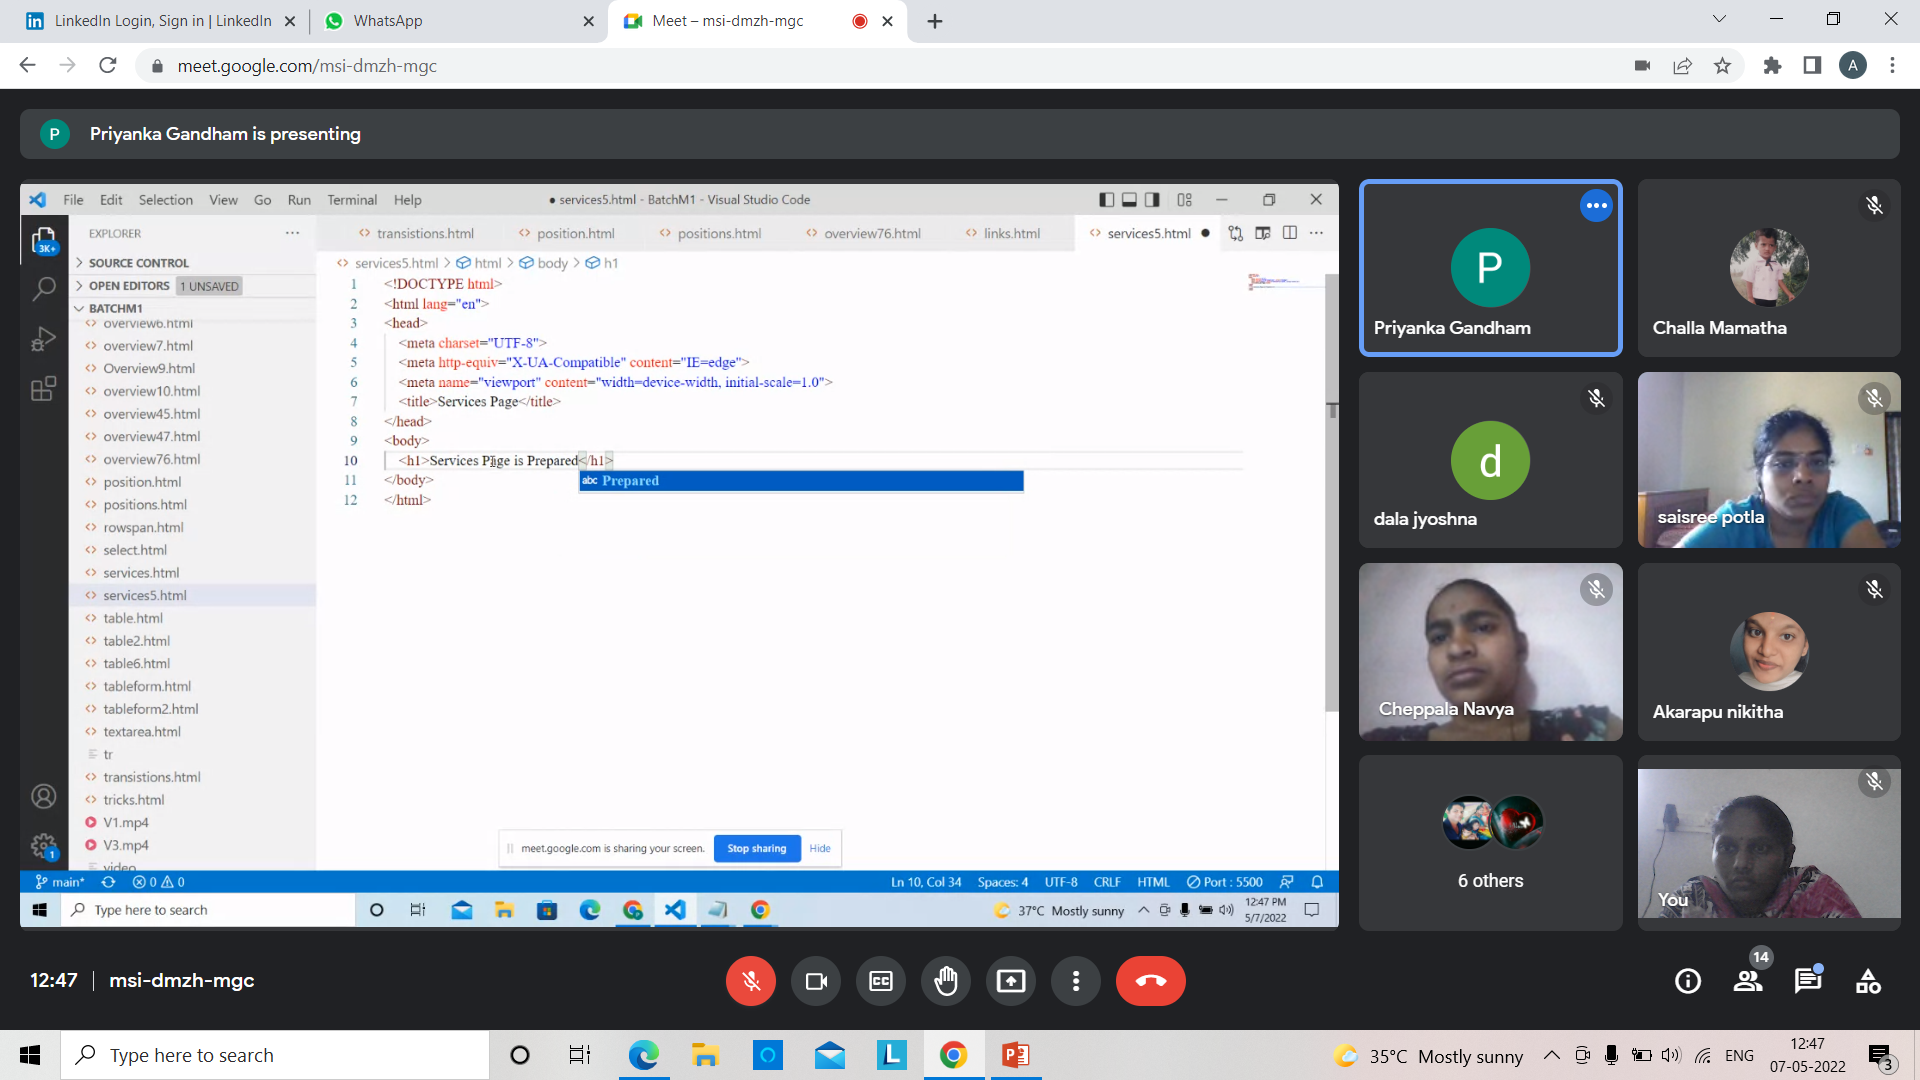 LinkedIn Login, Sign in | LinkedIn
WhatsApp
Meet – msi-dmzh-mgc
meet.google.com/msi-dmzh-mgc
A
P
Priyanka Gandham is presenting
File Edit Selection View Go Run Terminal Help
● services5.html - BatchM1 - Visual Studio Code
3K+
EXPLORER
transistions.html
position.html
positions.html
overview76.html
links.html
services5.html
SOURCE CONTROL
OPEN EDITORS 1 UNSAVED
BATCHM1
overview6.html
overview7.html
Overview9.html
overview10.html
overview45.html
overview47.html
overview76.html
position.html
positions.html
rowspan.html
select.html
services.html
services5.html
table.html
table2.html
table6.html
tableform.html
tableform2.html
textarea.html
tr
transistions.html
tricks.html
V1.mp4
V3.mp4
video
1
services5.html > html > body > h1
1 <!DOCTYPE html>
2 <html lang="en">
3 <head>
4 <meta charset="UTF-8">
5 <meta http-equiv="X-UA-Compatible" content="IE=edge">
6 <meta name="viewport" content="width=device-width, initial-scale=1.0">
7 <title>Services Page</title>
8 </head>
9 <body>
10 <h1>Services Page is Prepared</h1>
abc Prepared
11 </body>
12 </html>
meet.google.com is sharing your screen. Stop sharing Hide
main* 0 0
Ln 10, Col 34 Spaces: 4 UTF-8 CRLF HTML Port : 5500
Type here to search
37°C Mostly sunny
12:47 PM
5/7/2022
P
Priyanka Gandham
Challa Mamatha
d
dala jyoshna
saisree potla
Cheppala Navya
Akarapu nikitha
6 others
You
12:47 | msi-dmzh-mgc
CC
14
Type here to search
L
P
35°C Mostly sunny
ENG
12:47
07-05-2022
3